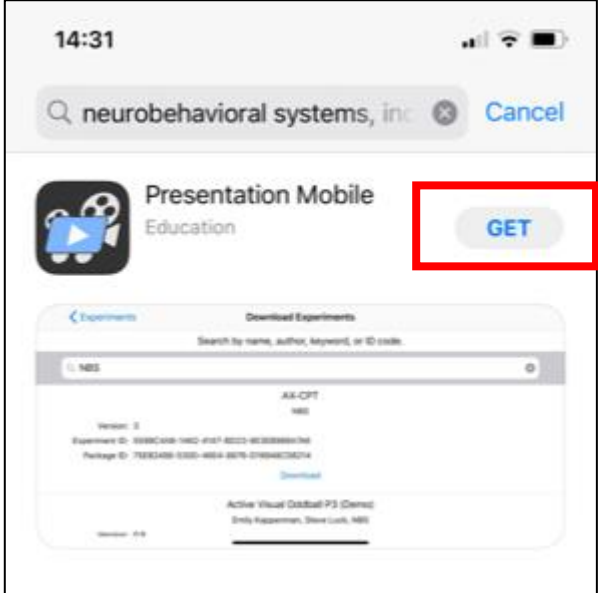 14:31
neurobehavioral systems, inc
Cancel
Presentation Mobile
Education
GET
Experiments
Download Experiments
Search by name, author, keyword, or ID code.
NBS
AX-CPT
NBS
Version: 3
Experiment ID:
Package ID:
Download
Active Visual Oddball P3 (Demo)
Emily Kappenman, Steve Luck, NBS
Version: